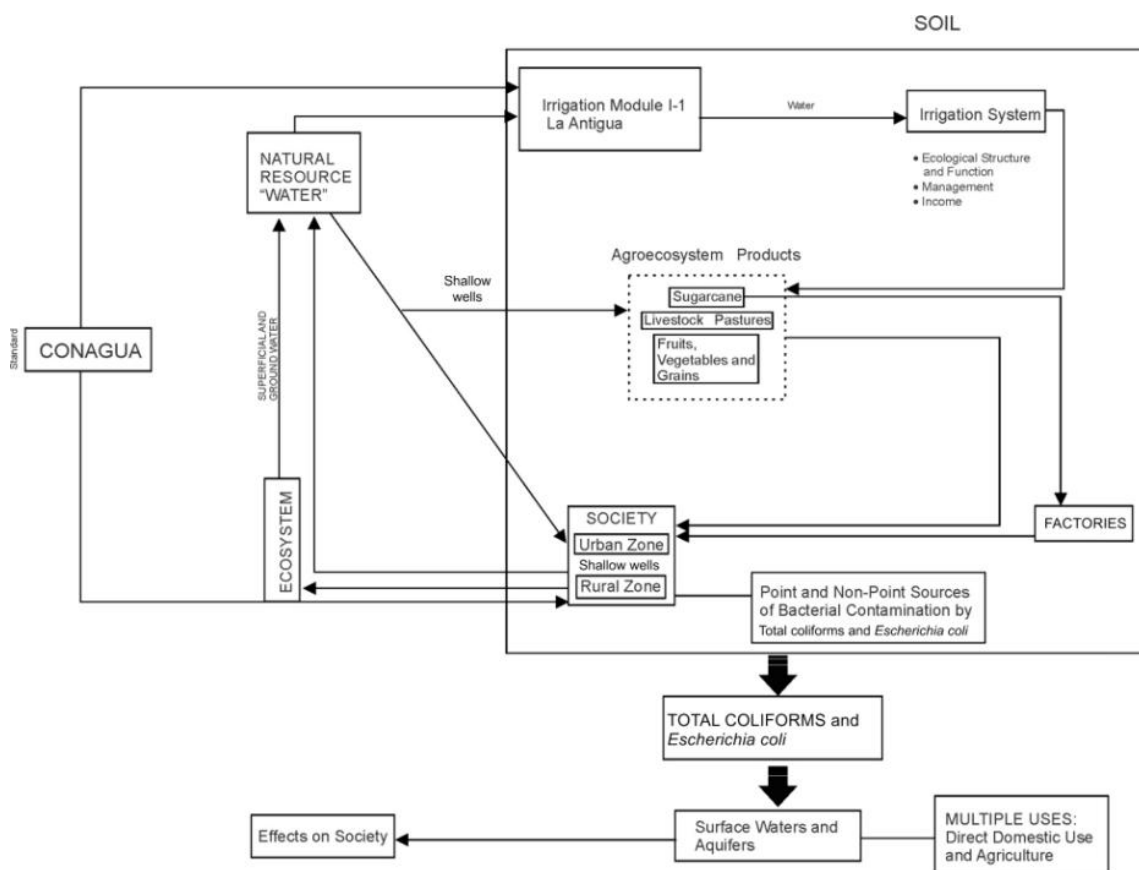 SOIL
Irrigation Module I-1
La Antigua
Water
Irrigation System
• Ecological Structure
and Function
• Management
• Income
NATURAL
RESOURCE
“WATER”
Agroecosystem Products
Shallow
wells
Sugarcane
Livestock Pastures
Fruits,
Vegetables and
Grains
Standard
CONAGUA
SUPERFICIAL AND
GROUND WATER
ECOSYSTEM
SOCIETY
Urban Zone
Shallow wells
Rural Zone
FACTORIES
Point and Non-Point Sources
of Bacterial Contamination by
Total coliforms and Escherichia coli
TOTAL COLIFORMS and
Escherichia coli
Effects on Society
Surface Waters and
Aquifers
MULTIPLE USES:
Direct Domestic Use
and Agriculture